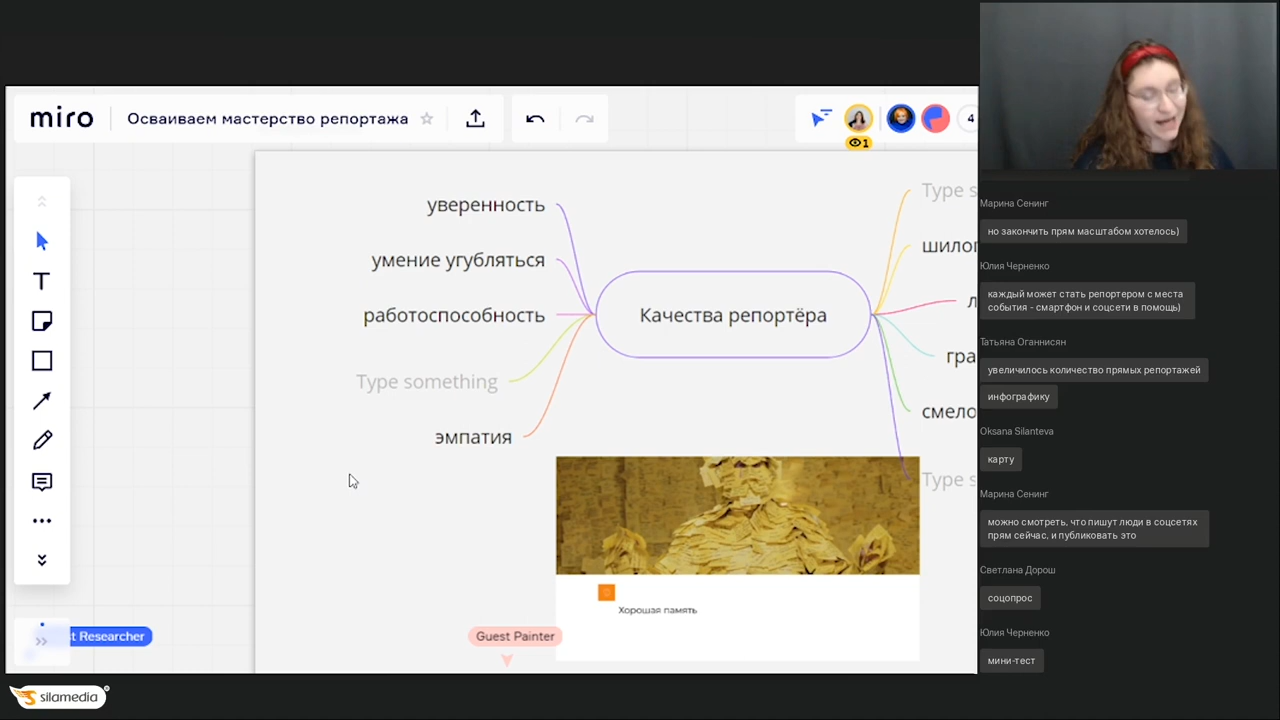 miro
Осваиваем мастерство репортажа
4
1
уверенность
умение угубляться
работоспособность
Type something
эмпатия
Качества репортёра
Type s
шилог
л
гра
смело
Type s
Хорошая память
t Researcher
Guest Painter
silamedia
Марина Сенинг
но закончить прям масштабом хотелось)
Юлия Черненко
каждый может стать репортером с места
события - смартфон и соцсети в помощь)
Татьяна Оганнисян
увеличилось количество прямых репортажей
инфографику
Oksana Silanteva
карту
Марина Сенинг
можно смотреть, что пишут люди в соцсетях
прям сейчас, и публиковать это
Светлана Дорош
соцопрос
Юлия Черненко
мини-тест